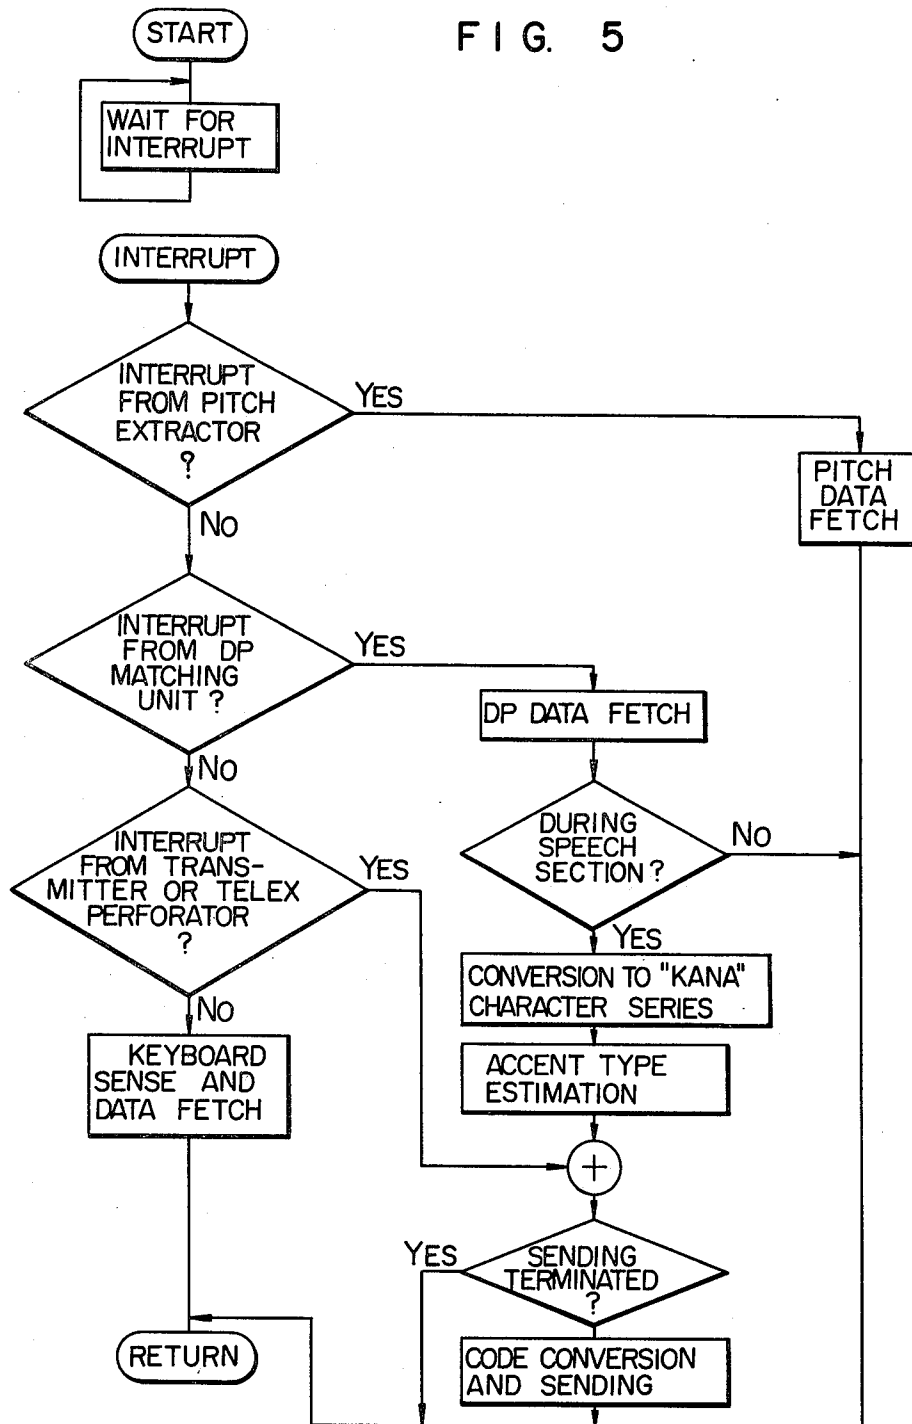 START
FIG. 5
WAIT FOR
INTERRUPT
INTERRUPT
INTERRUPT
FROM PITCH
EXTRACTOR
?
YES
NO
PITCH
DATA
FETCH
INTERRUPT
FROM DP
MATCHING
UNIT ?
YES
NO
DP DATA FETCH
DURING
SPEECH
SECTION ?
NO
YES
INTERRUPT
FROM TRANS-
MITTER OR TELEX
PERFORATOR
?
YES
NO
CONVERSION TO "KANA"
CHARACTER SERIES
KEYBOARD
SENSE AND
DATA FETCH
ACCENT TYPE
ESTIMATION
+
SENDING
TERMINATED
?
YES
RETURN
CODE CONVERSION
AND SENDING